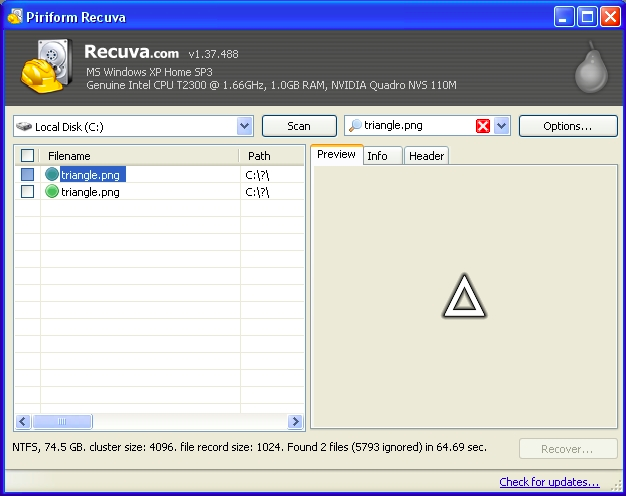 Piriform Recuva
Recuva.com v1.37.488
MS Windows XP Home SP3
Genuine Intel CPU T2300 @ 1.66GHz, 1.0GB RAM, NVIDIA Quadro NVS 110M
Local Disk (C:) Scan triangle.png Options...
Filename Path Preview Info Header
triangle.png C:\?\
triangle.png C:\?\
NTFS, 74.5 GB. cluster size: 4096. file record size: 1024. Found 2 files (5793 ignored) in 64.69 sec. Recover...
Check for updates...